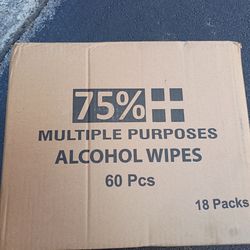 75%
MULTIPLE PURPOSES
ALCOHOL WIPES
60 Pcs
18 Packs